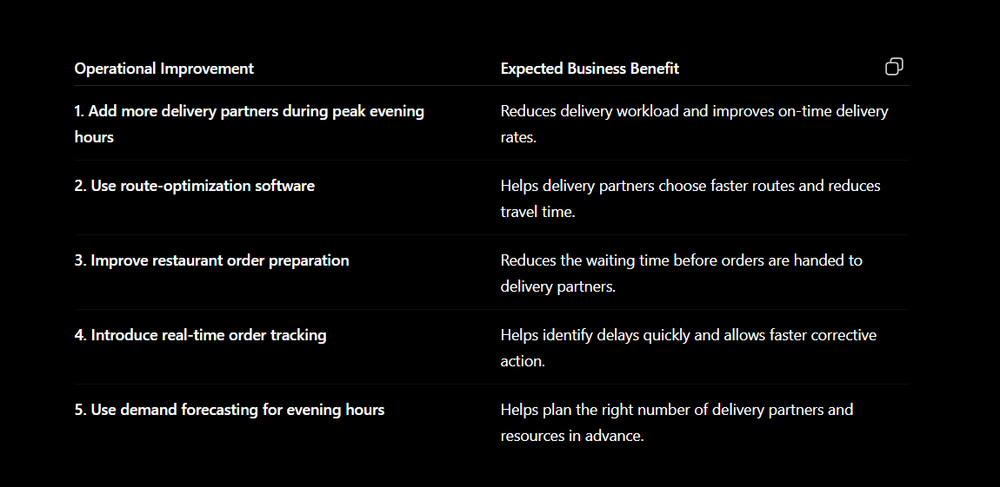 Operational Improvement
Expected Business Benefit
1. Add more delivery partners during peak evening
hours
Reduces delivery workload and improves on-time delivery
rates.
2. Use route-optimization software
Helps delivery partners choose faster routes and reduces
travel time.
3. Improve restaurant order preparation
Reduces the waiting time before orders are handed to
delivery partners.
4. Introduce real-time order tracking
Helps identify delays quickly and allows faster corrective
action.
5. Use demand forecasting for evening hours
Helps plan the right number of delivery partners and
resources in advance.